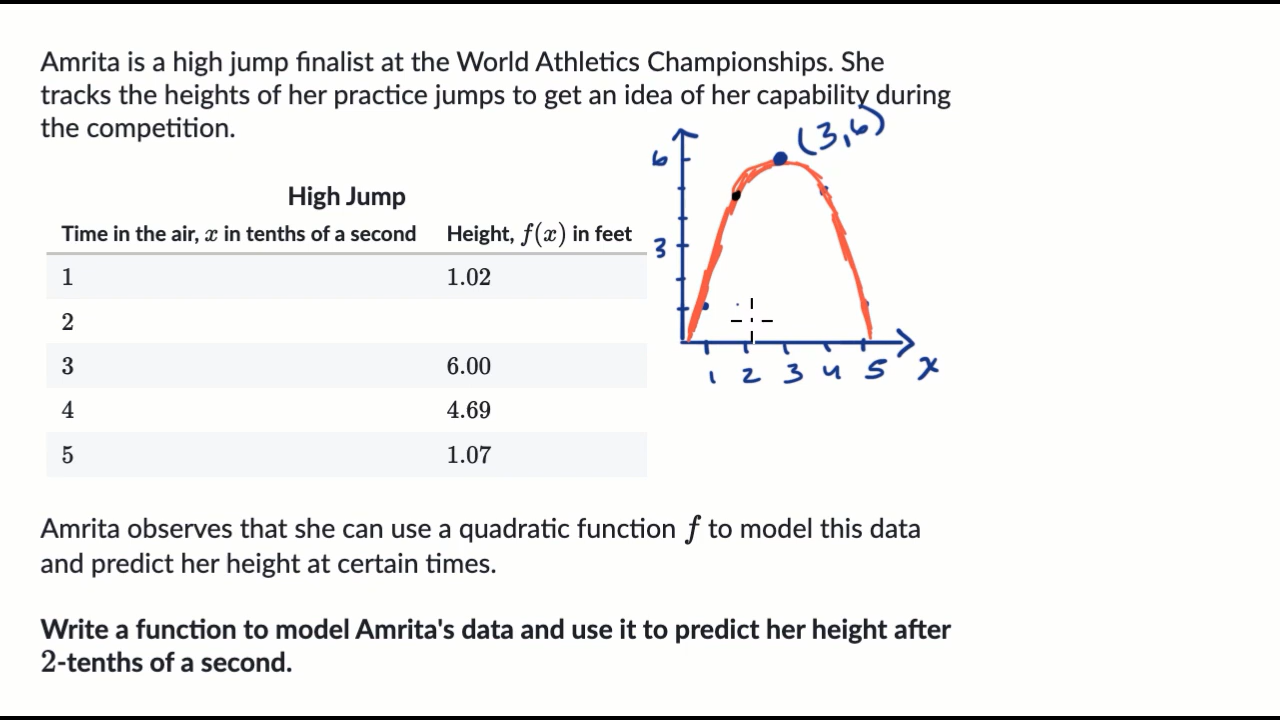 Amrita is a high jump finalist at the World Athletics Championships. She
tracks the heights of her practice jumps to get an idea of her capability during
the competition.
(3,6)
6
3
1 2 3 4 5 x
High Jump
Time in the air, x in tenths of a second Height, f(x) in feet
1 1.02
2
3 6.00
4 4.69
5 1.07
Amrita observes that she can use a quadratic function f to model this data
and predict her height at certain times.
Write a function to model Amrita's data and use it to predict her height after
2-tenths of a second.